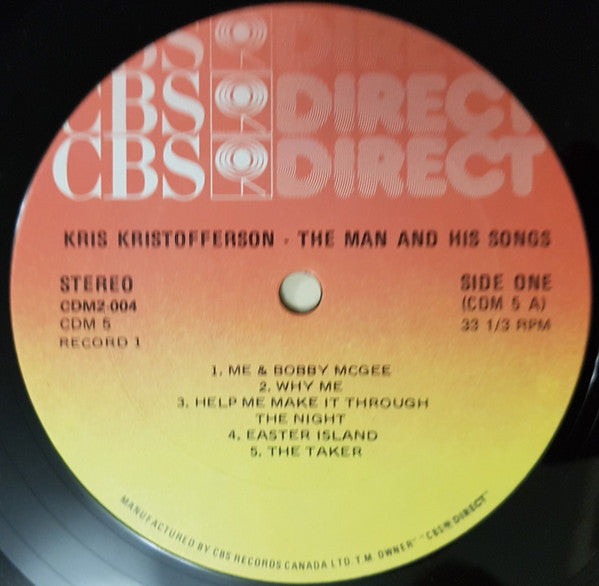 CBS DIRECT
CBS DIRECT
CBS DIRECT
KRIS KRISTOFFERSON - THE MAN AND HIS SONGS
STEREO
CDM2-004
CDM 5
RECORD 1
SIDE ONE
(CDM 5 A)
33 1/3 RPM
1. ME & BOBBY MCGEE
2. WHY ME
3. HELP ME MAKE IT THROUGH
THE NIGHT
4. EASTER ISLAND
5. THE TAKER
MANUFACTURED BY CBS RECORDS CANADA LTD. T.M. OWNER "CBS DIRECT"